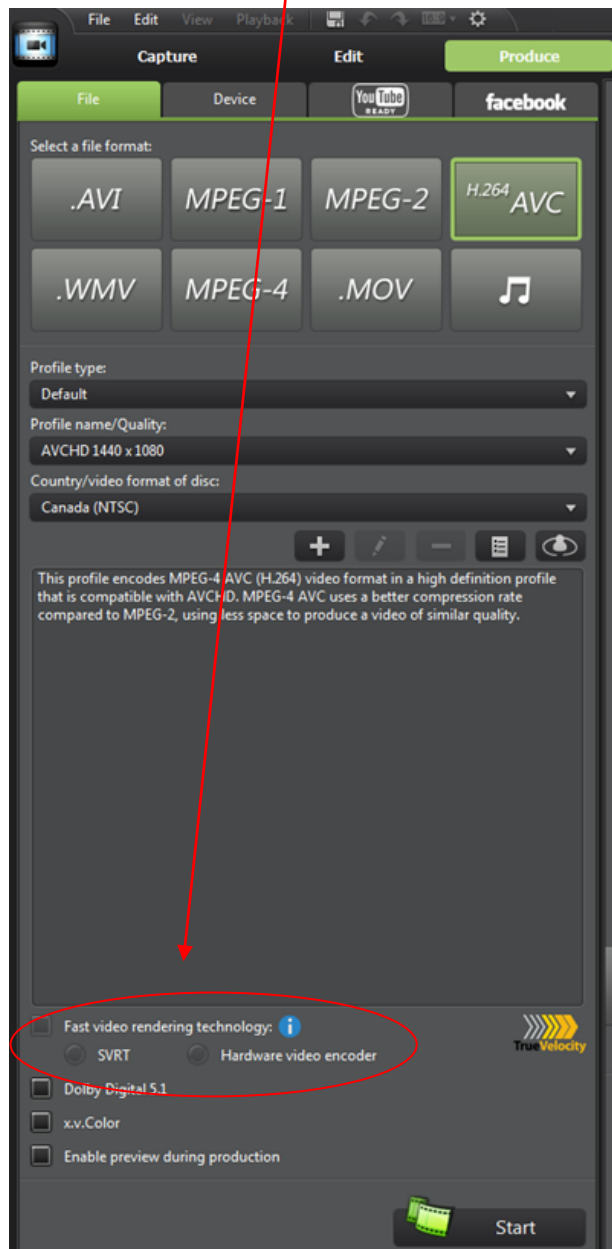 File Edit View Playback
Capture Edit Produce
File Device You Tube READY facebook
Select a file format:
.AVI MPEG-1 MPEG-2 H.264 AVC
.WMV MPEG-4 .MOV
Profile type:
Default
Profile name/Quality:
AVCHD 1440 x 1080
Country/video format of disc:
Canada (NTSC)
This profile encodes MPEG-4 AVC (H.264) video format in a high definition profile
that is compatible with AVCHD. MPEG-4 AVC uses a better compression rate
compared to MPEG-2, using less space to produce a video of similar quality.
Fast video rendering technology: i
TrueVelocity
SVRT Hardware video encoder
Dolby Digital 5.1
x.v.Color
Enable preview during production
Start